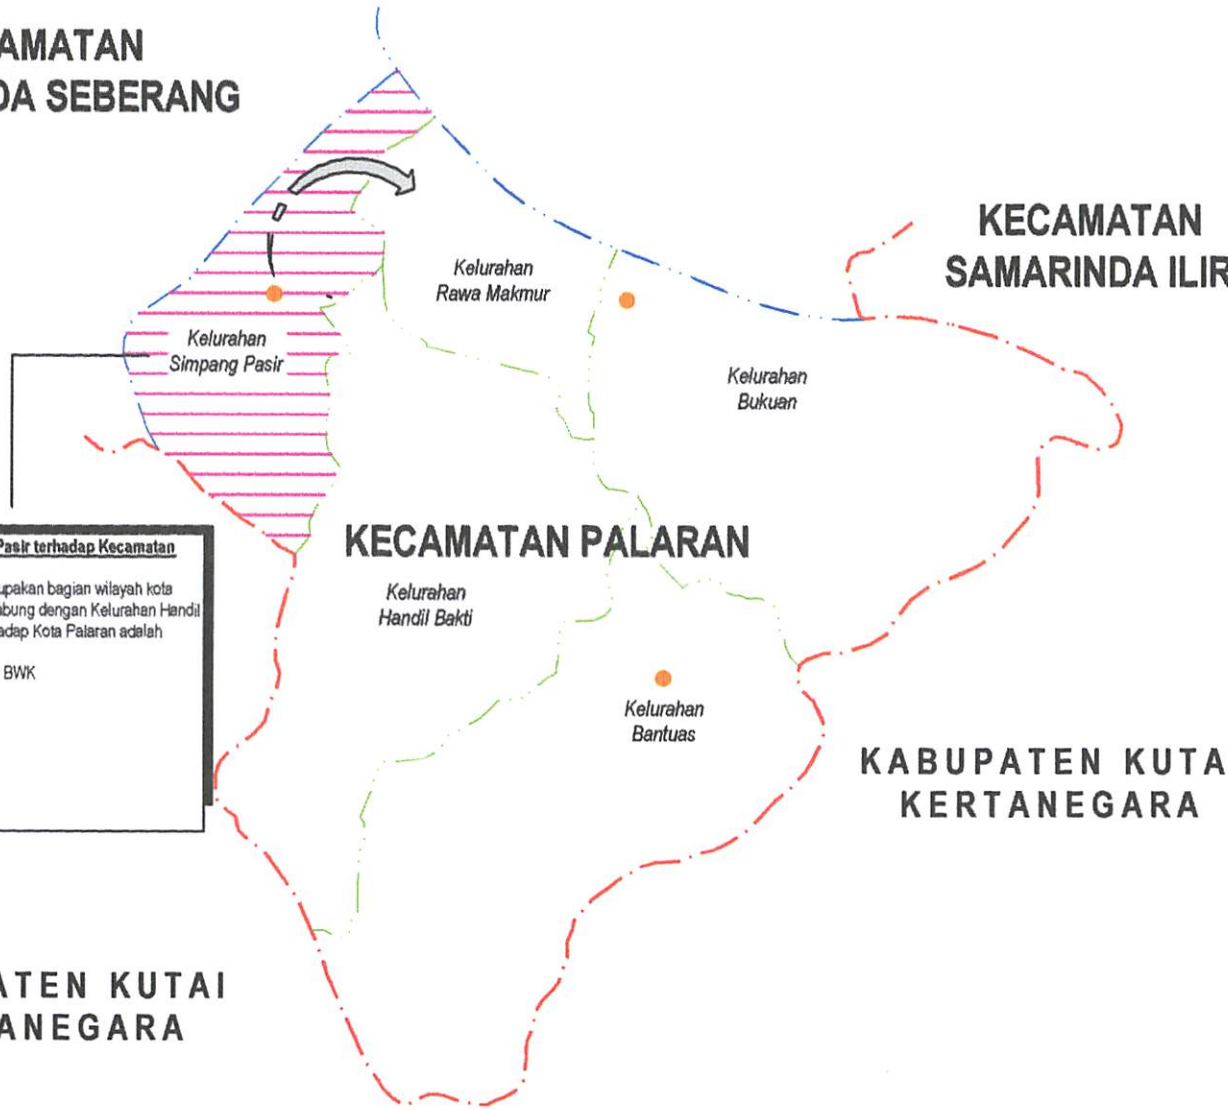 AMATAN
DA SEBERANG
KECAMATAN
SAMARINDA ILIR
Kelurahan
Rawa Makmur
Kelurahan
Simpang Pasir
Kelurahan
Bukuan
KECAMATAN PALARAN
Pasir terhadap Kecamatan
upakan bagian wilayah kota
abung dengan Kelurahan Handil
adap Kota Palaran adalah
BWK
Kelurahan
Handil Bakti
Kelurahan
Bantuas
KABUPATEN KUTA
KERTANEGARA
ATEN KUTAI
ANEGARA